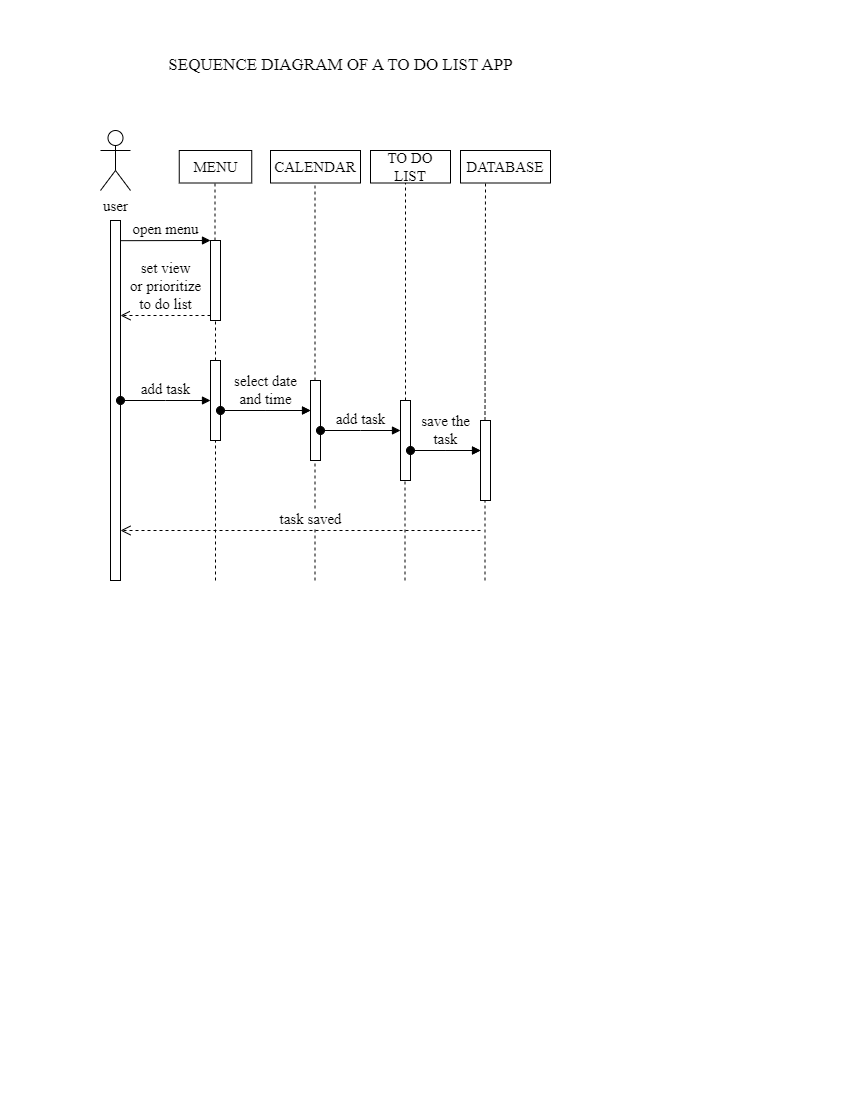 SEQUENCE DIAGRAM OF A TO DO LIST APP
MENU
CALENDAR
TO DO
LIST
DATABASE
user
open menu
set view
or prioritize
to do list
add task
select date
and time
add task
save the
task
task saved